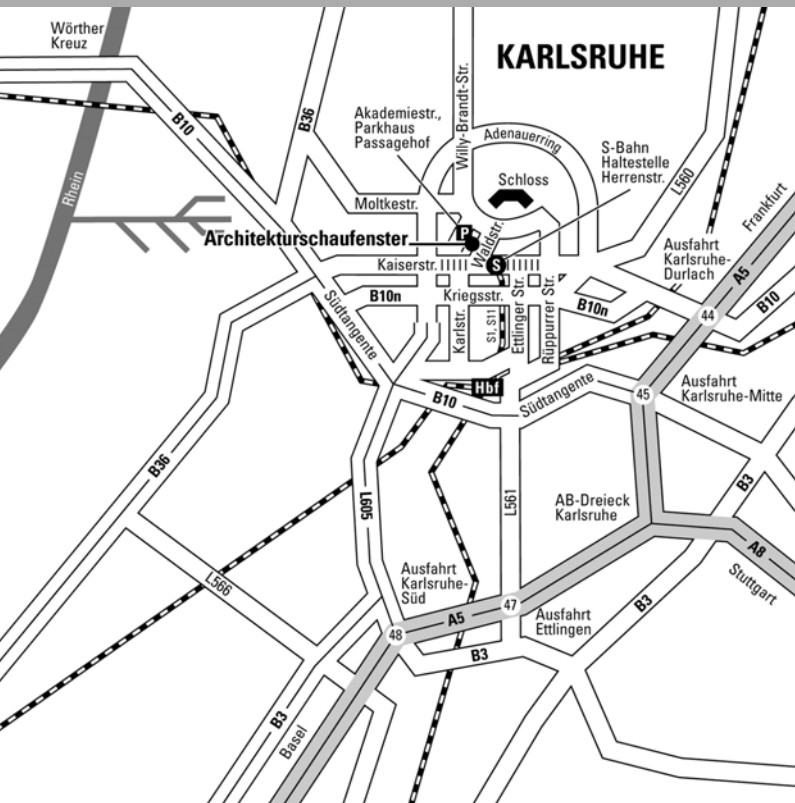 Wörther
Kreuz
KARLSRUHE
B10
B36
Akademiestr.,
Parkhaus
Passagehof
Willy-Brandt-Str.
Adenauerring
S-Bahn
Haltestelle
Herrenstr.
Rhein
Schloss
L560
Moltkestr.
Frankfurt
P
Waldstr.
Architekturschaufenster
Ausfahrt
Karlsruhe-
Durlach
A5
Kaiserstr.
S
B10n
Kriegsstr.
B10n
B10
44
Südtangente
Karlstr.
S1, S11
Ettlinger Str.
Rüppurrer Str.
Hbf
B10
Südtangente
45
Ausfahrt
Karlsruhe-Mitte
B36
L605
L561
AB-Dreieck
Karlsruhe
B3
A8
Stuttgart
L566
Ausfahrt
Karlsruhe-
Süd
A5
47
Ausfahrt
Ettlingen
B3
48
B3
B3
Basel